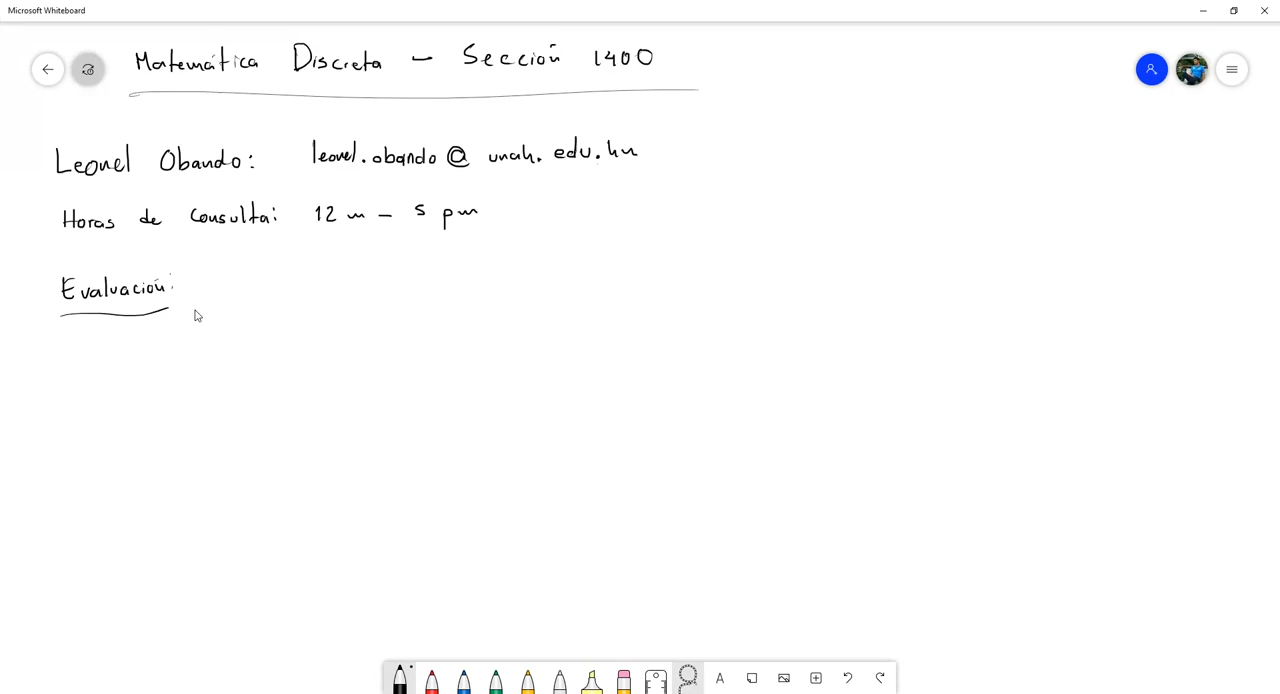 Microsoft Whiteboard
Matemática Discreta - Sección 1400
Leonel Obando: leonel.obando@unah.edu.hn
Horas de Consulta: 12 m - 5 pm
Evaluación:
A